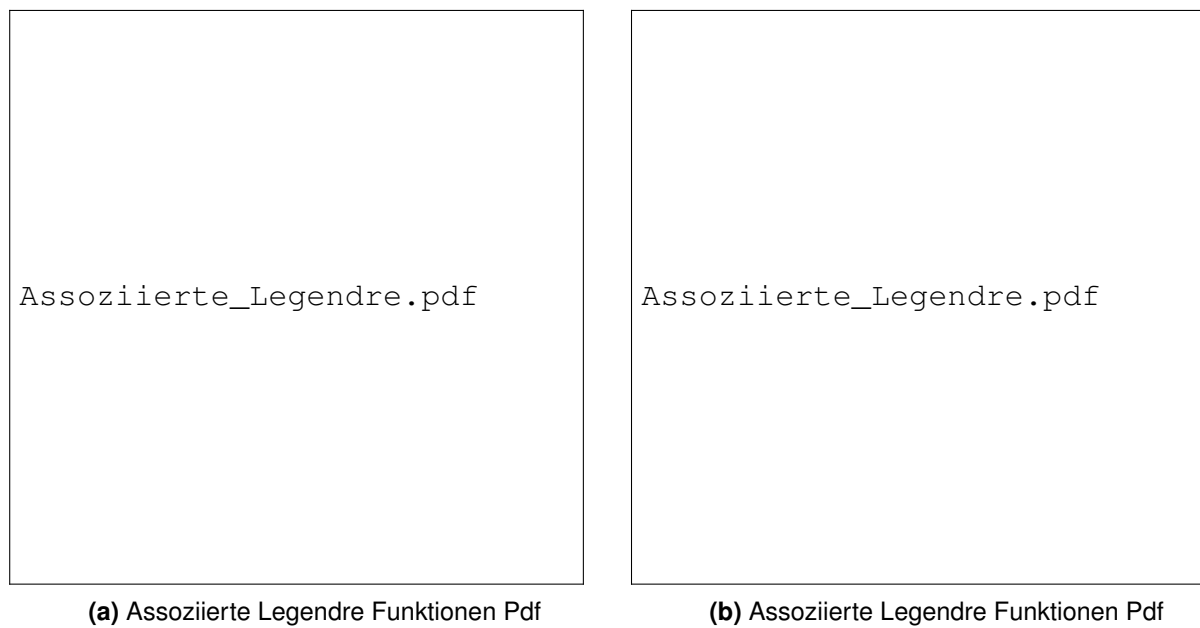 Assoziierte_Legendre.pdf
Assoziierte_Legendre.pdf
(a) Assoziierte Legendre Funktionen Pdf
(b) Assoziierte Legendre Funktionen Pdf